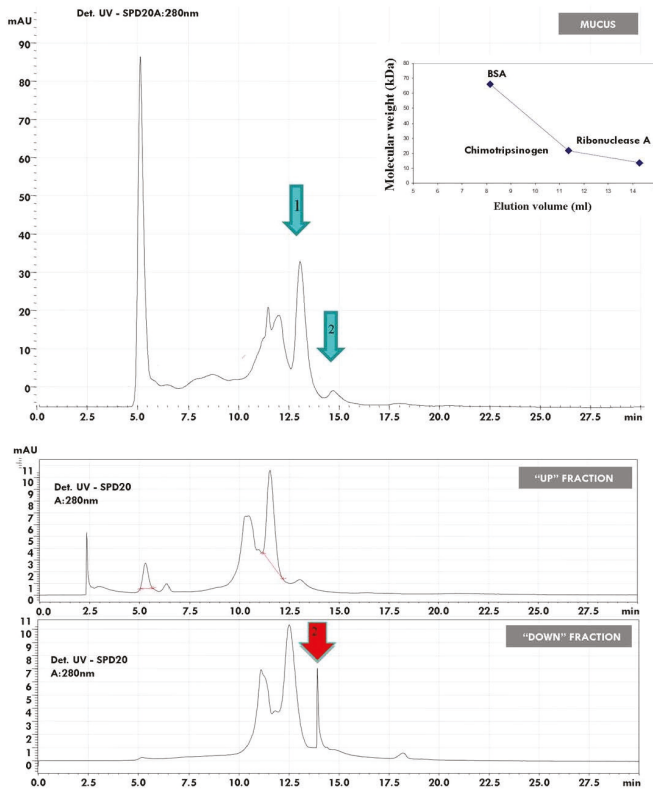 mAU
Det. UV - SPD20A:280nm
MUCUS
90
80
70
60
50
40
30
20
10
0
0.0 2.5 5.0 7.5 10.0 12.5 15.0 17.5 20.0 22.5 25.0 27.5 min
1
2
Molecular weight (kDa)
80
70
60
50
40
30
20
10
0
BSA
Chimotripsinogen
Ribonuclease A
5 6 7 8 9 10 11 12 13 14
Elution volume (ml)
mAU
11
10
9
8
7
6
5
4
3
2
1
0
Det. UV - SPD20
A:280nm
"UP" FRACTION
0.0 2.5 5.0 7.5 10.0 12.5 15.0 17.5 20.0 22.5 25.0 27.5 min
11
10
9
8
7
6
5
4
3
2
1
0
Det. UV - SPD20
A:280nm
2
"DOWN" FRACTION
0.0 2.5 5.0 7.5 10.0 12.5 15.0 17.5 20.0 22.5 25.0 27.5 min